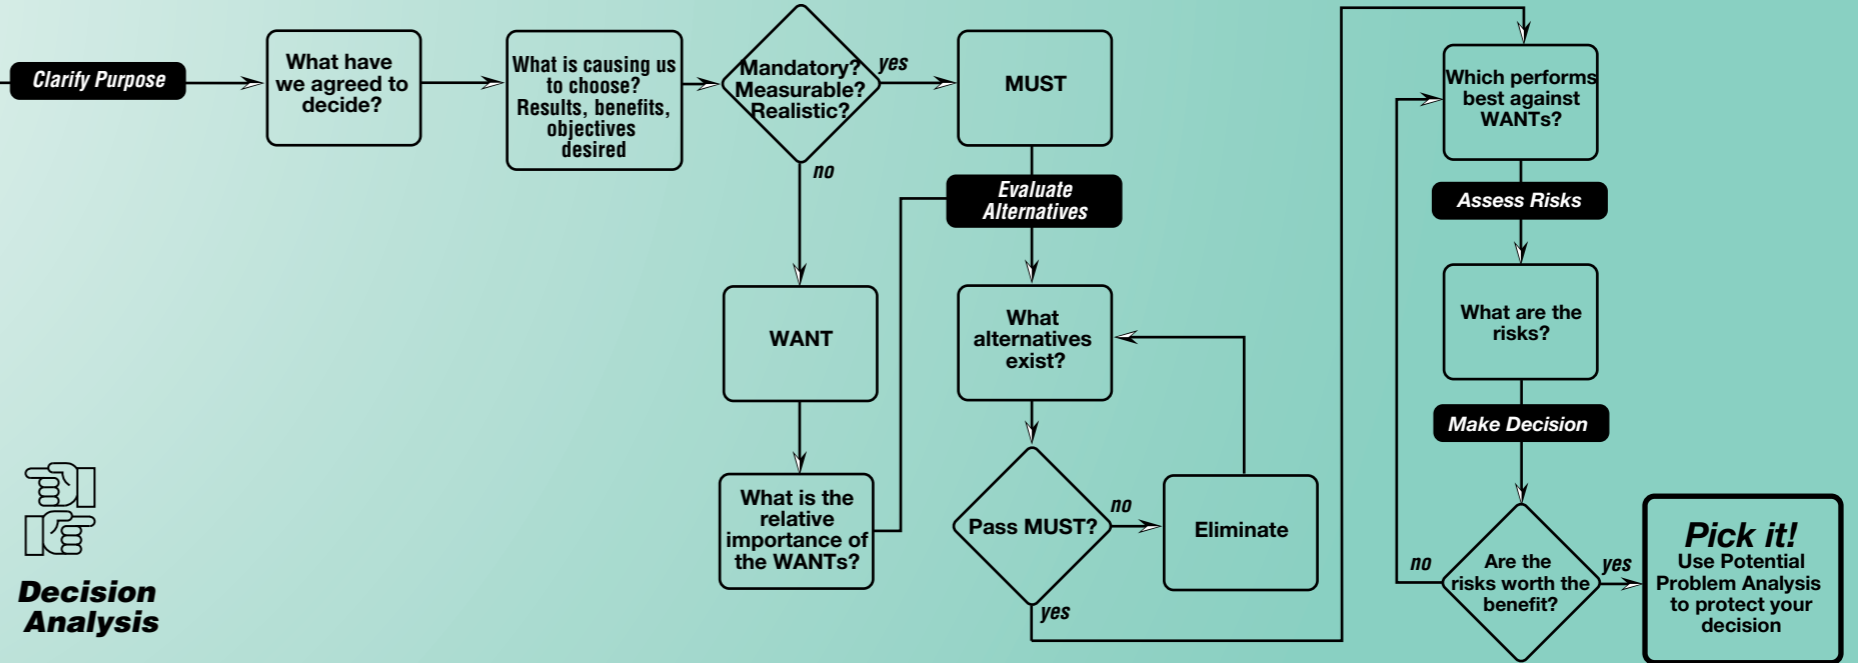 Clarify Purpose
What have
we agreed to
decide?
What is causing us
to choose?
Results, benefits,
objectives
desired
Mandatory?
Measurable?
Realistic?
yes
no
MUST
WANT
What is the
relative
importance of
the WANTs?
Evaluate
Alternatives
What
alternatives
exist?
Pass MUST?
no
yes
Eliminate
Which performs
best against
WANTs?
Assess Risks
What are the
risks?
Make Decision
Are the
risks worth the
benefit?
no
yes
Pick it!
Use Potential
Problem Analysis
to protect your
decision
Decision
Analysis